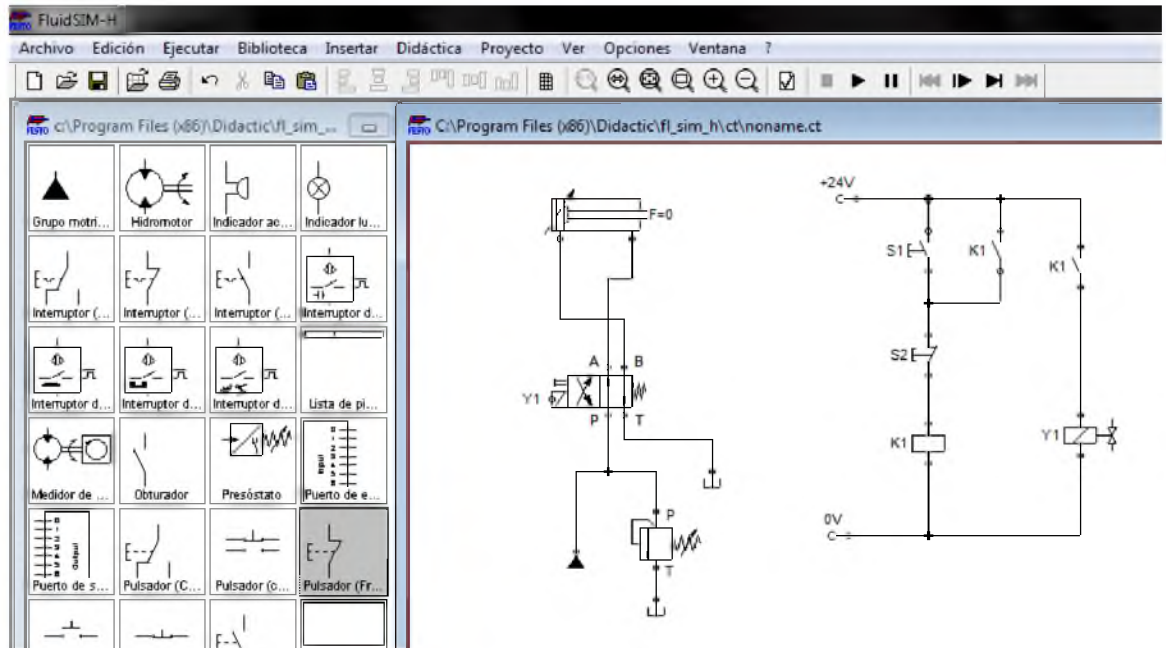 FluidSIM-H
Archivo Edición Ejecutar Biblioteca Insertar Didáctica Proyecto Ver Opciones Ventana ?
c:\Program Files (x86)\Didactic\fl_sim_...
C:\Program Files (x86)\Didactic\fl_sim_h\ct\noname.ct
Grupo motri... Hidromotor Indicador ac... Indicador lu...
Interruptor (... Interruptor (... Interruptor (... Interruptor d...
Interruptor d... Interruptor d... Interruptor d... Lista de pi...
Medidor de ... Obturador Presóstato Puerto de e...
Puerto de s... Pulsador (C... Pulsador (c... Pulsador (Fr...
F=0
A B
Y1
P T
P
T
+24V
S1 K1
K1
S2
K1 Y1
0V